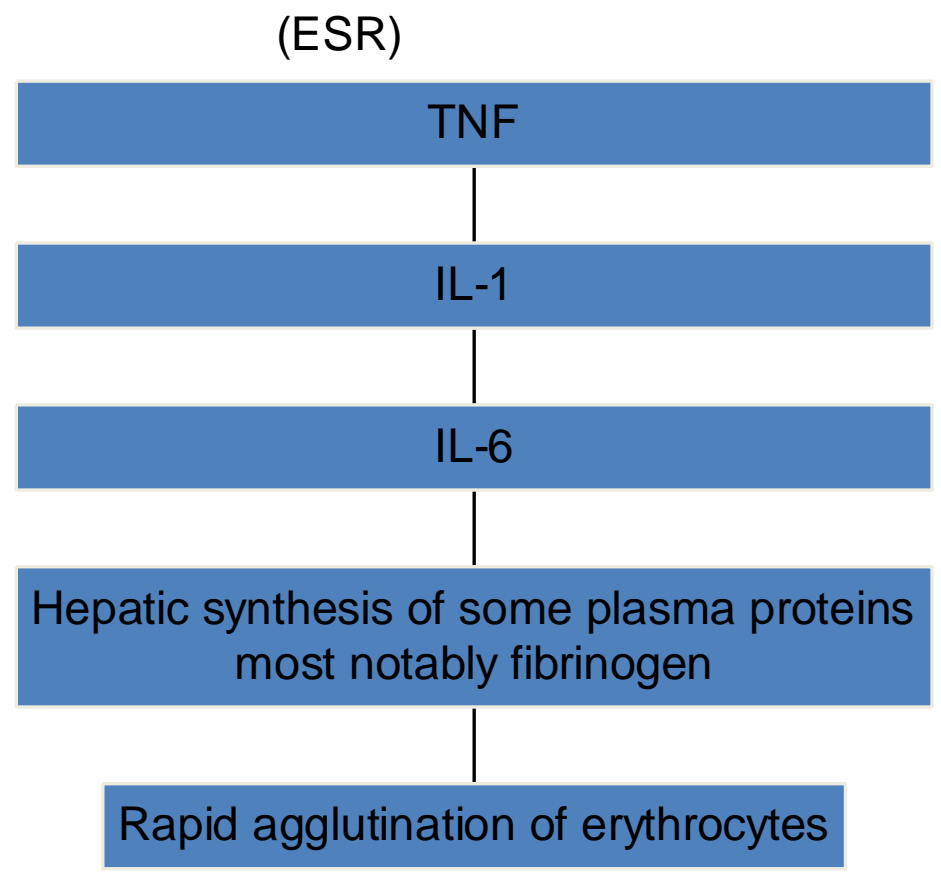 (ESR)
TNF
IL-1
IL-6
Hepatic synthesis of some plasma proteins
most notably fibrinogen
Rapid agglutination of erythrocytes